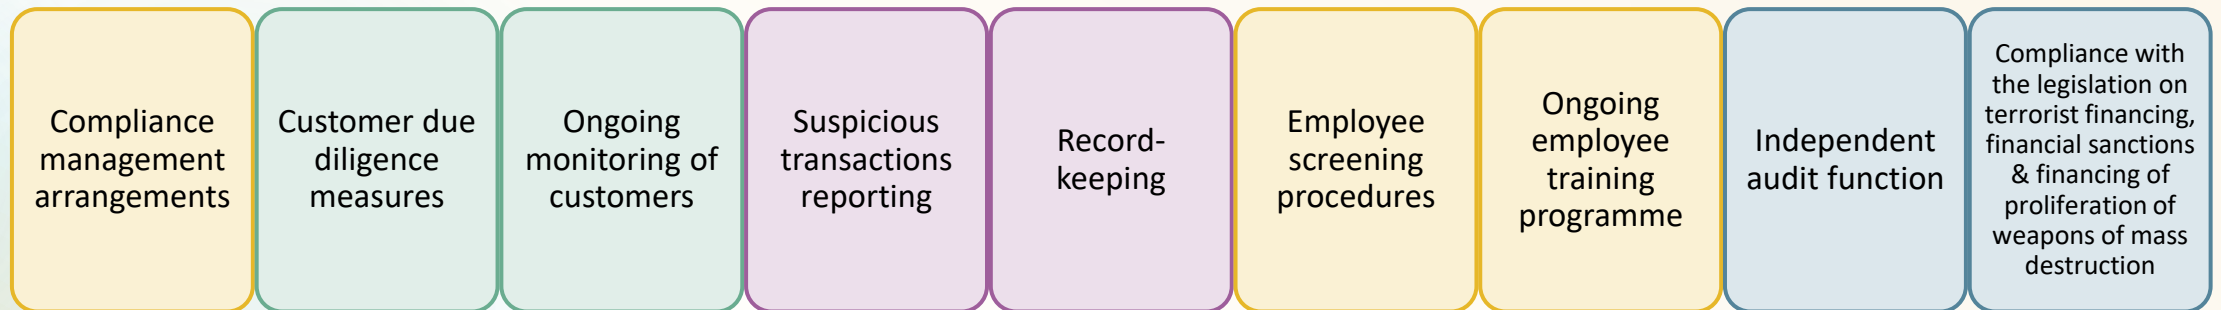 Compliance
management
arrangements
Customer due
diligence
measures
Ongoing
monitoring of
customers
Suspicious
transactions
reporting
Record-
keeping
Employee
screening
procedures
Ongoing
employee
training
programme
Independent
audit function
Compliance with
the legislation on
terrorist financing,
financial sanctions
& financing of
proliferation of
weapons of mass
destruction